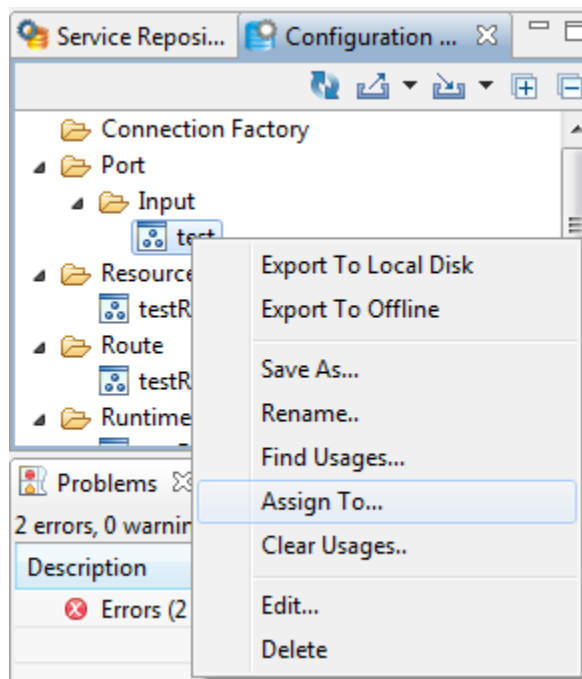 Service Reposi... Configuration ...
Connection Factory
Port
Input
test
Export To Local Disk
Resource
testR
Export To Offline
Route
Save As...
testR
Rename..
Runtime
Find Usages...
Problems
Assign To...
2 errors, 0 warnin
Clear Usages..
Description
Errors (2
Edit...
Delete